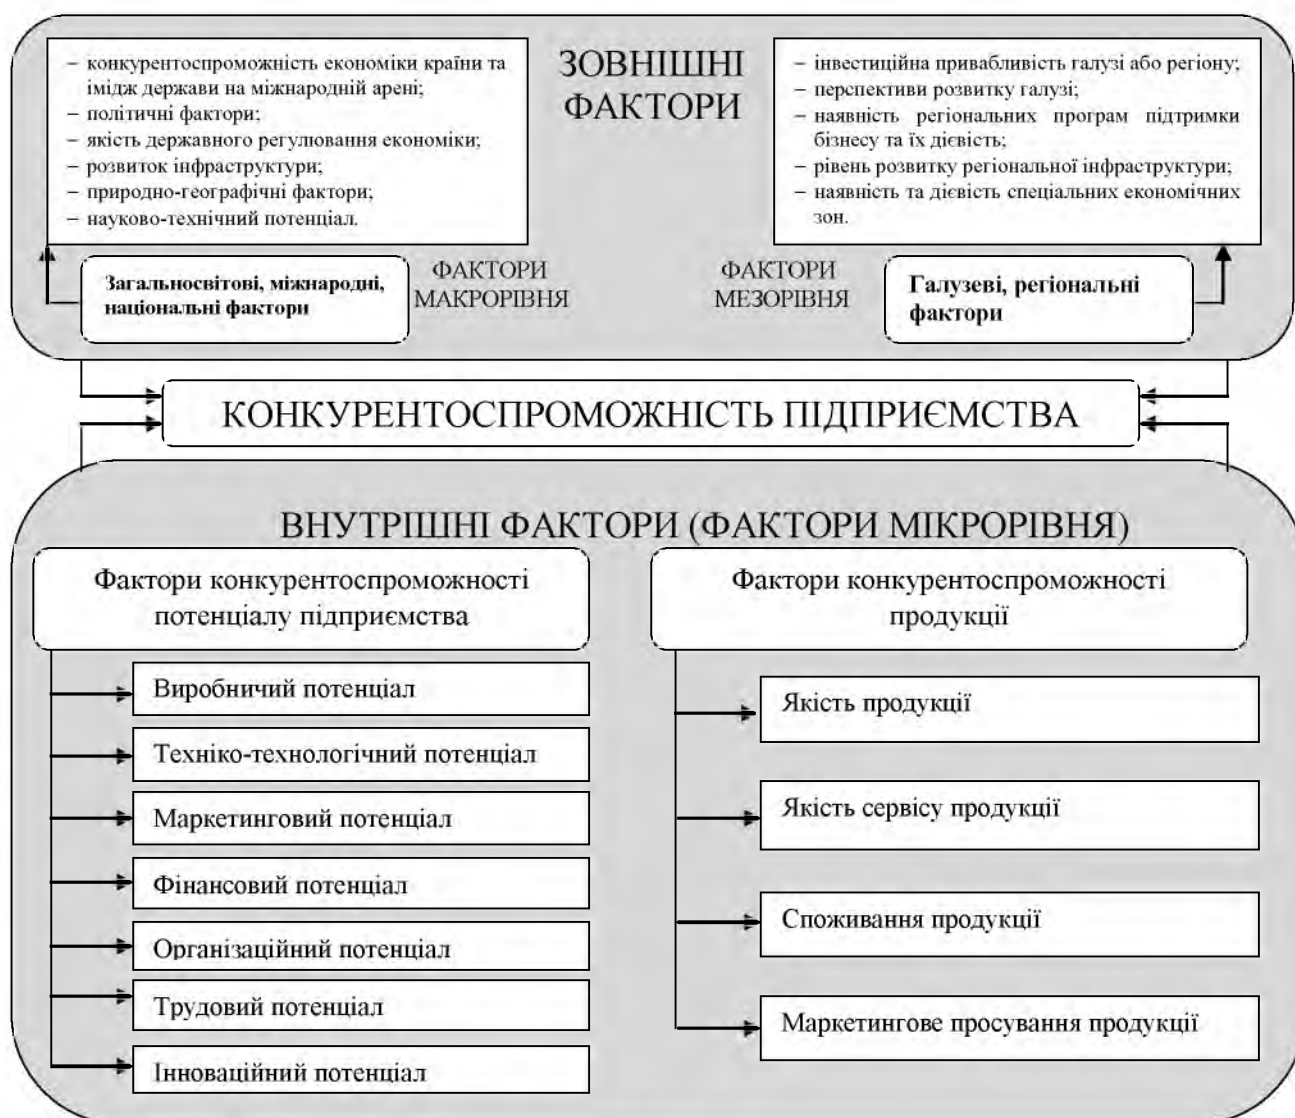 ЗОВНІШНІ
ФАКТОРИ
– конкурентоспроможність економіки країни та
імідж держави на міжнародній арені;
– політичні фактори;
– якість державного регулювання економіки;
– розвиток інфраструктури;
– природно-географічні фактори;
– науково-технічний потенціал.
– інвестиційна привабливість галузі або регіону;
– перспективи розвитку галузі;
– наявність регіональних програм підтримки
бізнесу та їх дієвість;
– рівень розвитку регіональної інфраструктури;
– наявність та дієвість спеціальних економічних
зон.
Загальносвітові, міжнародні,
національні фактори
ФАКТОРИ
МАКРОРІВНЯ
ФАКТОРИ
МЕЗОРІВНЯ
Галузеві, регіональні
фактори
КОНКУРЕНТОСПРОМОЖНІСТЬ ПІДПРИЄМСТВА
ВНУТРІШНІ ФАКТОРИ (ФАКТОРИ МІКРОРІВНЯ)
Фактори конкурентоспроможності
потенціалу підприємства
Виробничий потенціал
Техніко-технологічний потенціал
Маркетинговий потенціал
Фінансовий потенціал
Організаційний потенціал
Трудовий потенціал
Інноваційний потенціал
Фактори конкурентоспроможності
продукції
Якість продукції
Якість сервісу продукції
Споживання продукції
Маркетингове просування продукції